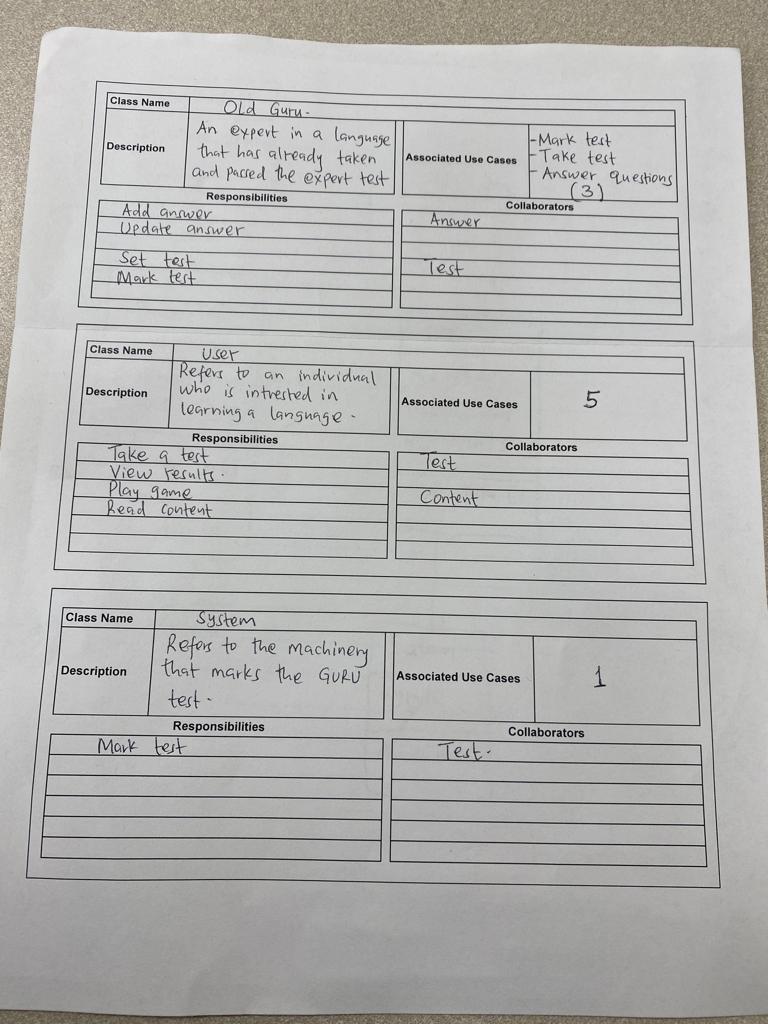 Class Name OLd Guru.
Description
An expert in a language
that has already taken
and passed the expert test
Associated Use Cases
- Mark test
- Take test
- Answer questions
(3)
Responsibilities
Add answer
Update answer
Set test
Mark test
Collaborators
Answer
Test
Class Name User
Description
Refers to an individual
who is intrested in
learning a language.
Associated Use Cases 5
Responsibilities
Take a test
View results.
Play game
Read content
Collaborators
Test
Content
Class Name System
Description
Refers to the machinery
that marks the GURU
test.
Associated Use Cases 1
Responsibilities
Mark test
Collaborators
Test.